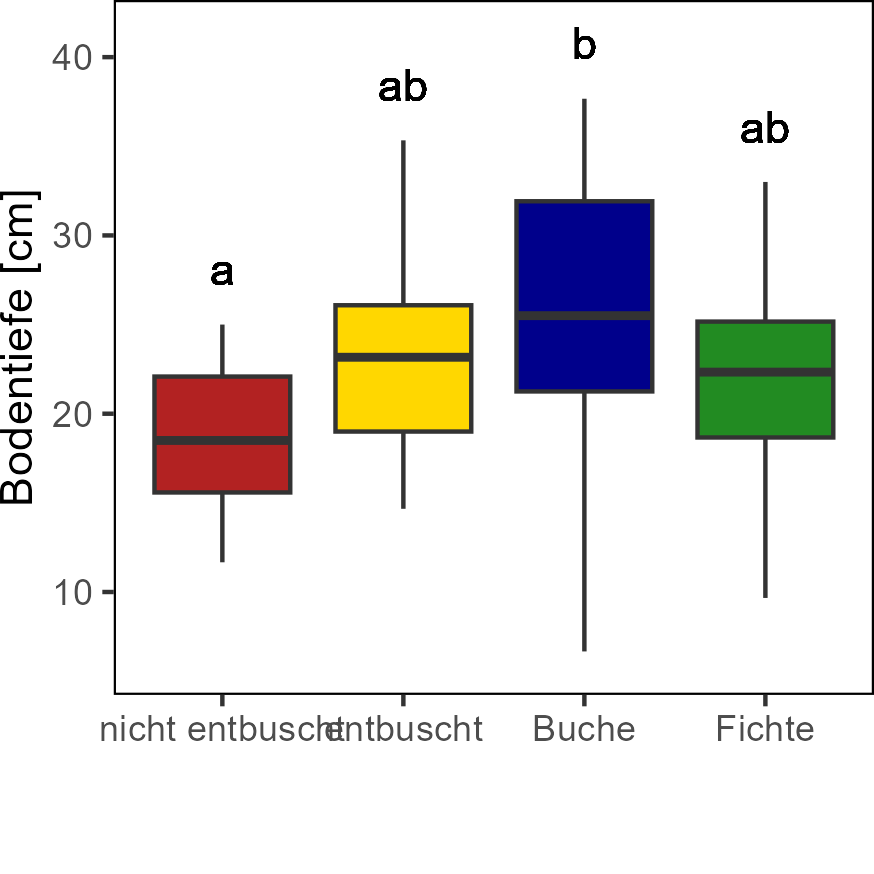 Bodentiefe [cm]
40
30
20
10
a
ab
b
ab
nicht entbuscht
entbuscht
Buche
Fichte